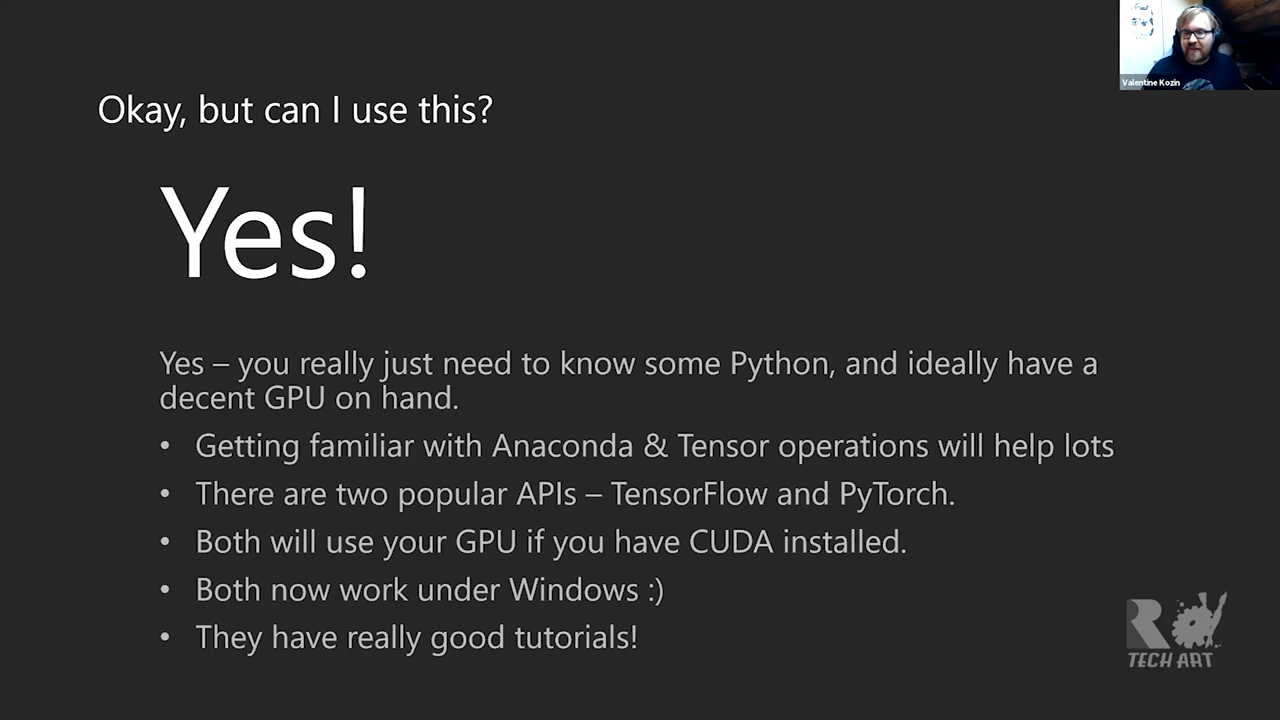 Valentine Kozin
Okay, but can I use this?
Yes!
Yes – you really just need to know some Python, and ideally have a
decent GPU on hand.
• Getting familiar with Anaconda & Tensor operations will help lots
• There are two popular APIs – TensorFlow and PyTorch.
• Both will use your GPU if you have CUDA installed.
• Both now work under Windows :)
• They have really good tutorials!
R
TECH ART